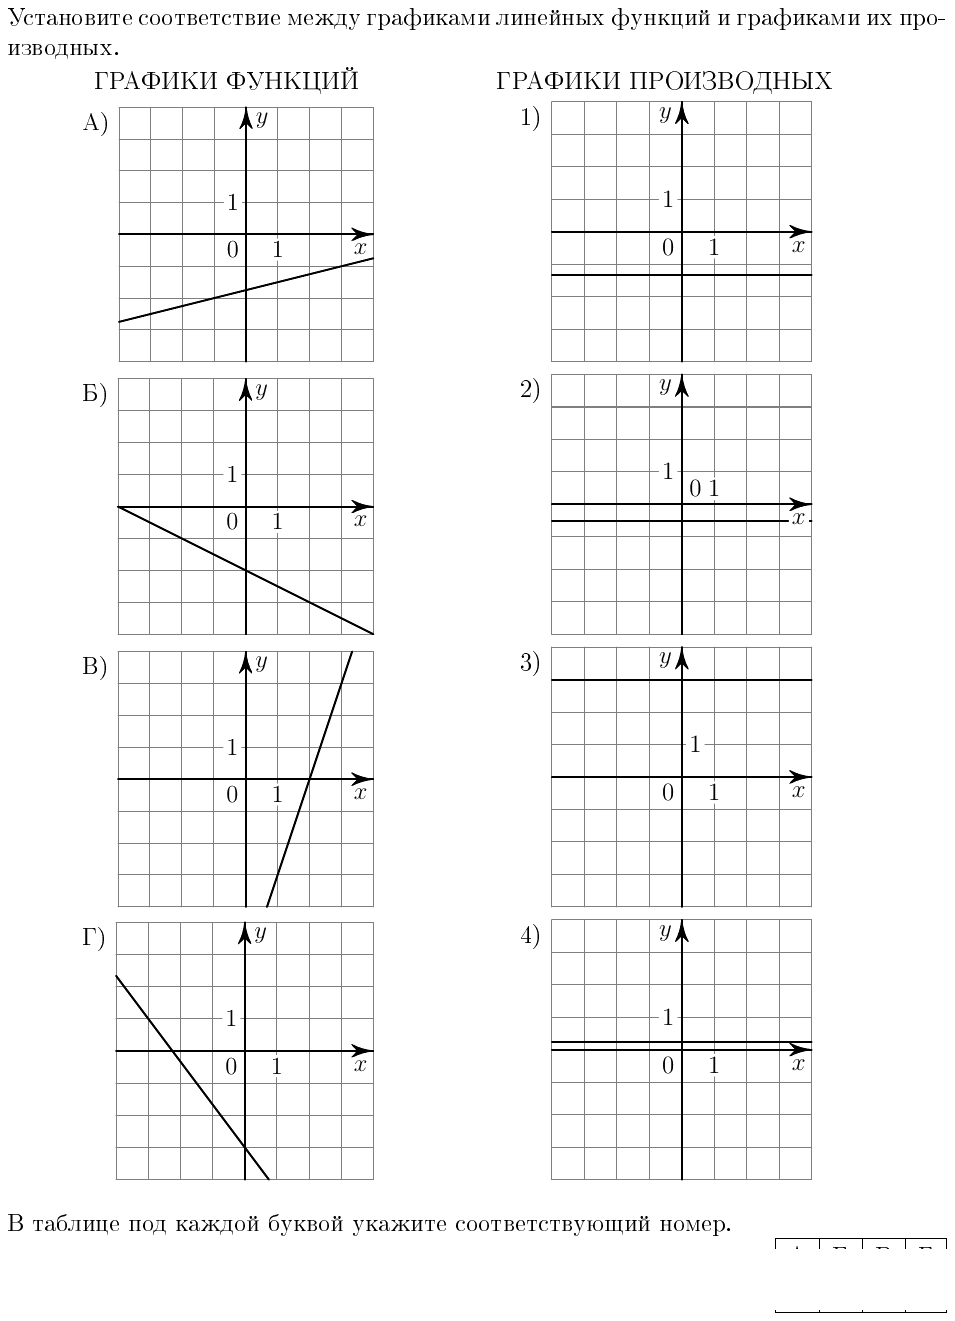 Установите соответствие между графиками линейных функций и графиками их про-
изводных.
ГРАФИКИ ФУНКЦИЙ ГРАФИКИ ПРОИЗВОДНЫХ
А) y 1 0 1 x
1) y 1 0 1 x
Б) y 1 0 1 x
2) y 1 0 1 x
В) y 1 0 1 x
3) y 1 0 1 x
Г) y 1 0 1 x
4) y 1 0 1 x
В таблице под каждой буквой укажите соответствующий номер.